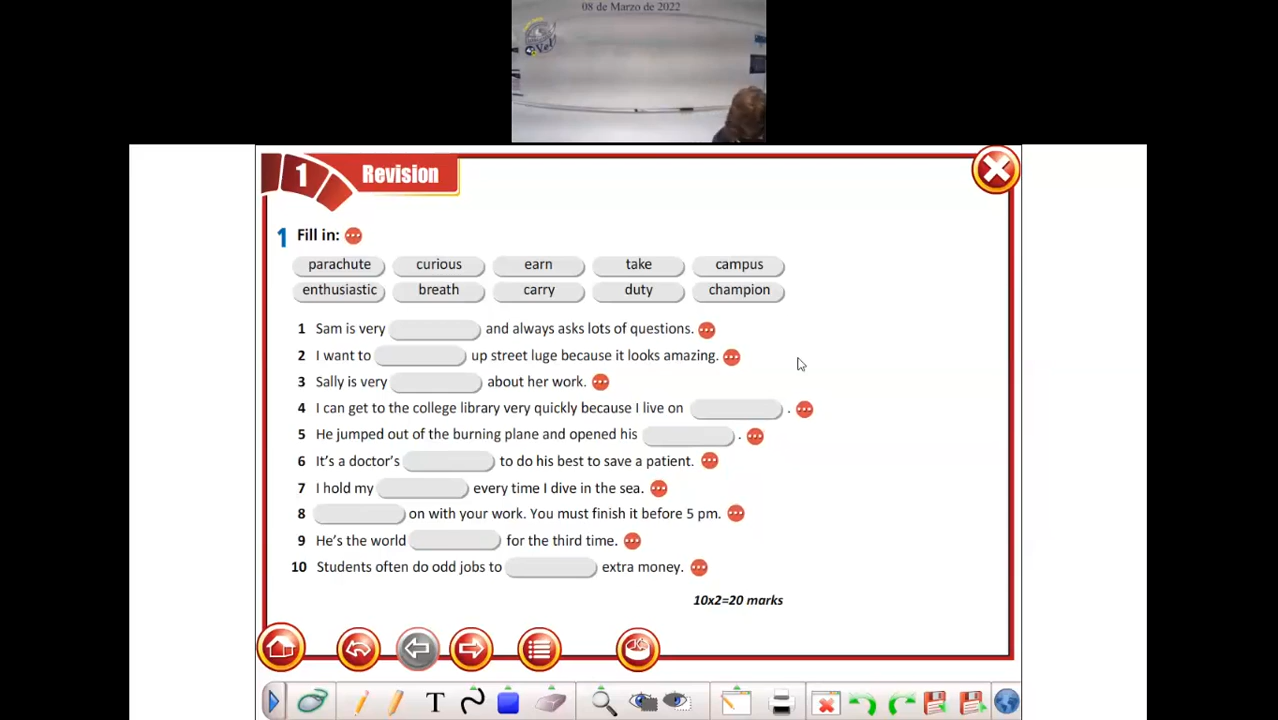 08 de Marzo de 2022
1 Revision
1 Fill in:
parachute curious earn take campus
enthusiastic breath carry duty champion
1 Sam is very and always asks lots of questions.
2 I want to up street luge because it looks amazing.
3 Sally is very about her work.
4 I can get to the college library very quickly because I live on .
5 He jumped out of the burning plane and opened his .
6 It's a doctor's to do his best to save a patient.
7 I hold my every time I dive in the sea.
8 on with your work. You must finish it before 5 pm.
9 He's the world for the third time.
10 Students often do odd jobs to extra money.
10x2=20 marks
T